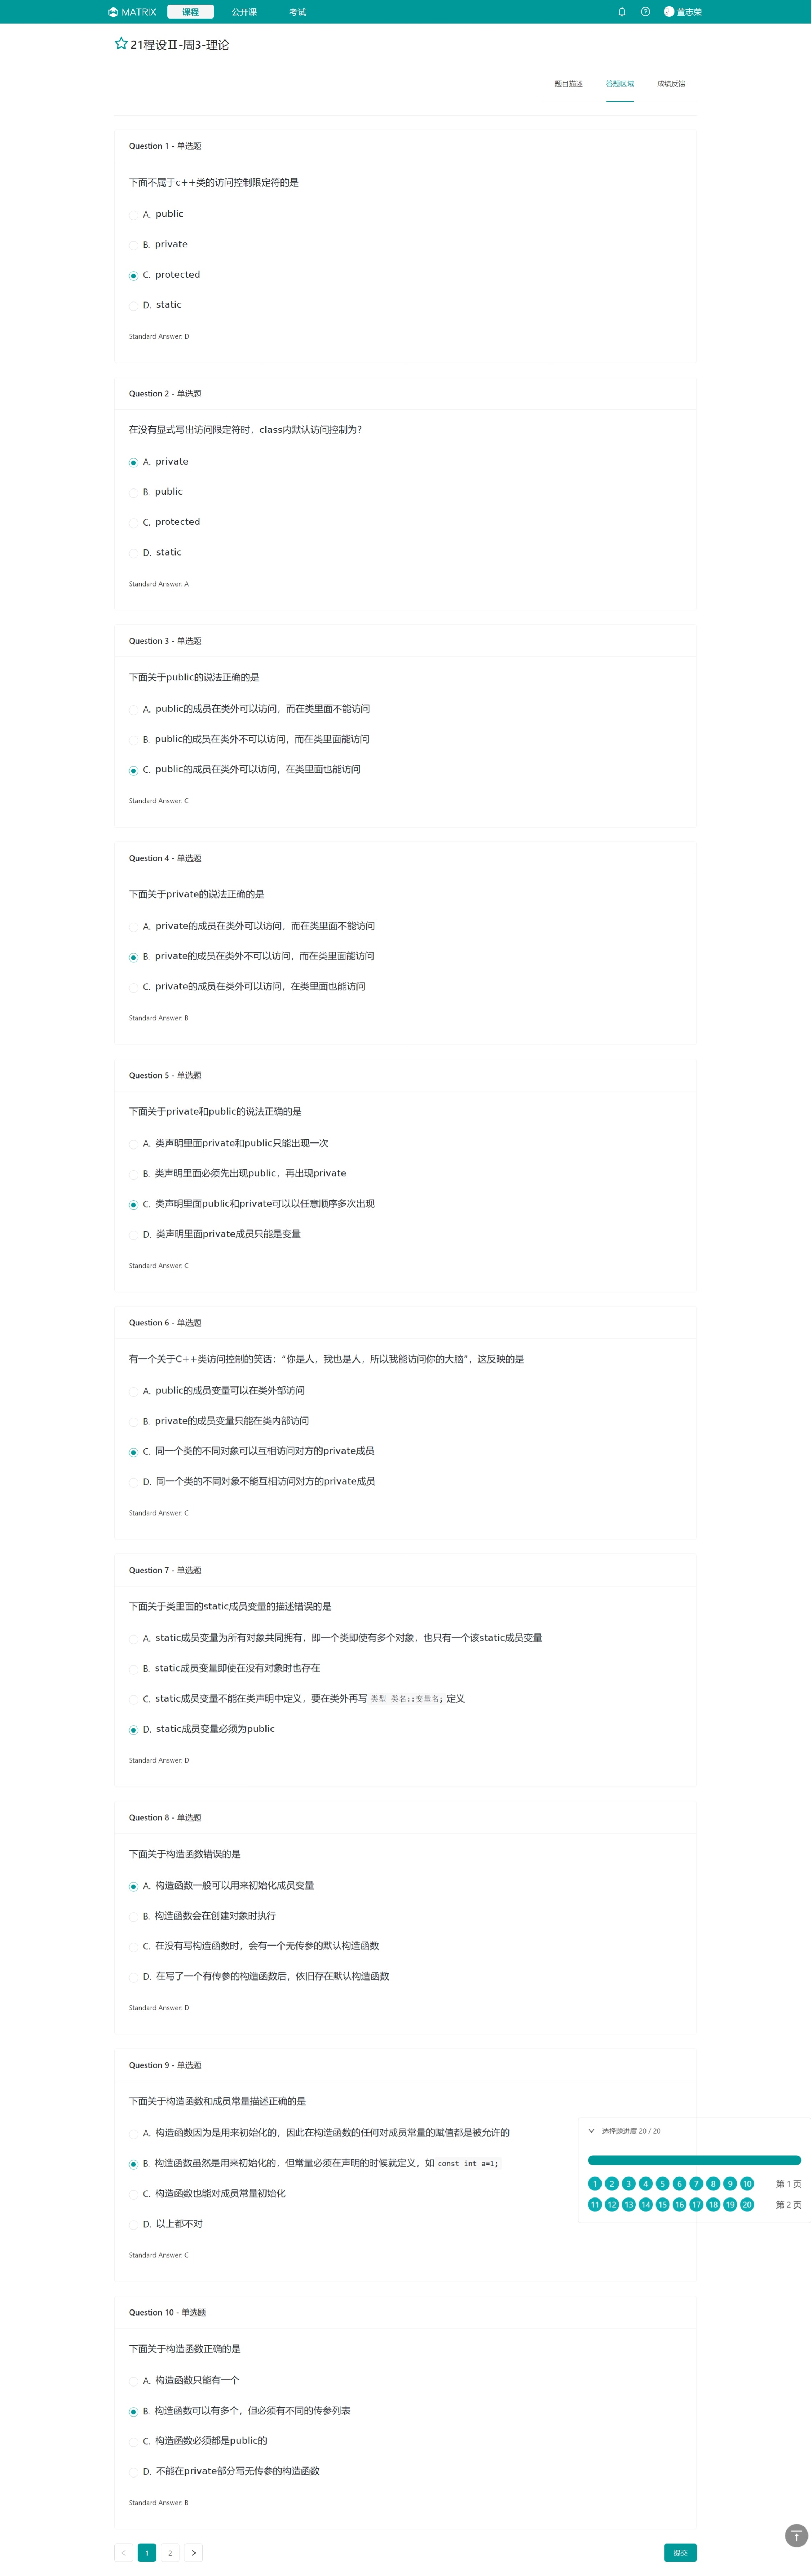 MATRIX 课程 公开课 考试 董志荣
21程设Ⅱ-周3-理论
题目描述 答题区域 成绩反馈
Question 1 - 单选题
下面不属于c++类的访问控制限定符的是
A. public
B. private
C. protected
D. static
Standard Answer: D
Question 2 - 单选题
在没有显式写出访问限定符时，class内默认访问控制为？
A. private
B. public
C. protected
D. static
Standard Answer: A
Question 3 - 单选题
下面关于public的说法正确的是
A. public的成员在类外可以访问，而在类里面不能访问
B. public的成员在类外不可以访问，而在类里面能访问
C. public的成员在类外可以访问，在类里面也能访问
Standard Answer: C
Question 4 - 单选题
下面关于private的说法正确的是
A. private的成员在类外可以访问，而在类里面不能访问
B. private的成员在类外不可以访问，而在类里面能访问
C. private的成员在类外可以访问，在类里面也能访问
Standard Answer: B
Question 5 - 单选题
下面关于private和public的说法正确的是
A. 类声明里面private和public只能出现一次
B. 类声明里面必须先出现public，再出现private
C. 类声明里面public和private可以以任意顺序多次出现
D. 类声明里面private成员只能是变量
Standard Answer: C
Question 6 - 单选题
有一个关于C++类访问控制的笑话：“你是人，我也是人，所以我能访问你的大脑”，这反映的是
A. public的成员变量可以在类外部访问
B. private的成员变量只能在类内部访问
C. 同一个类的不同对象可以互相访问对方的private成员
D. 同一个类的不同对象不能互相访问对方的private成员
Standard Answer: C
Question 7 - 单选题
下面关于类里面的static成员变量的描述错误的是
A. static成员变量为所有对象共同拥有，即一个类即使有多个对象，也只有一个该static成员变量
B. static成员变量即使在没有对象时也存在
C. static成员变量不能在类声明中定义，要在类外再写 类型 类名::变量名; 定义
D. static成员变量必须为public
Standard Answer: D
Question 8 - 单选题
下面关于构造函数错误的是
A. 构造函数一般可以用来初始化成员变量
B. 构造函数会在创建对象时执行
C. 在没有写构造函数时，会有一个无传参的默认构造函数
D. 在写了一个有传参的构造函数后，依旧存在默认构造函数
Standard Answer: D
Question 9 - 单选题
下面关于构造函数和成员常量描述正确的是
A. 构造函数因为是用来初始化的，因此在构造函数的任何对成员常量的赋值都是被允许的
B. 构造函数虽然是用来初始化的，但常量必须在声明的时候就定义，如 const int a=1;
C. 构造函数也能对成员常量初始化
D. 以上都不对
Standard Answer: C
选择题进度 20 / 20
1 2 3 4 5 6 7 8 9 10 第 1 页
11 12 13 14 15 16 17 18 19 20 第 2 页
Question 10 - 单选题
下面关于构造函数正确的是
A. 构造函数只能有一个
B. 构造函数可以有多个，但必须有不同的传参列表
C. 构造函数必须都是public的
D. 不能在private部分写无传参的构造函数
Standard Answer: B
1 2 提交